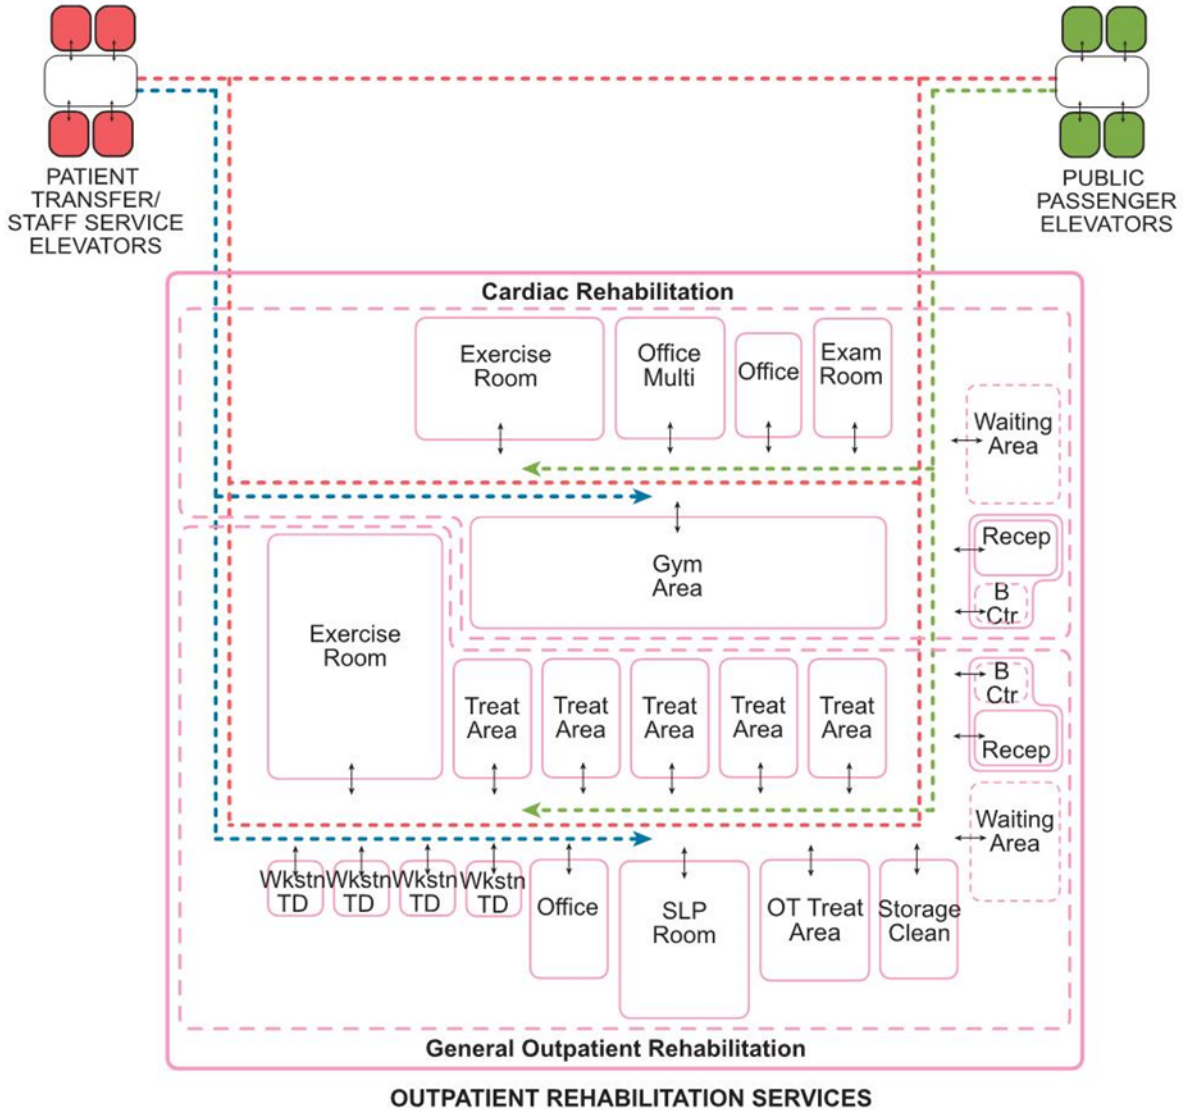 PATIENT
TRANSFER/
STAFF SERVICE
ELEVATORS
PUBLIC
PASSENGER
ELEVATORS
Cardiac Rehabilitation
Exercise
Room
Office
Multi
Office
Exam
Room
Waiting
Area
Recep
B
Ctr
Gym
Area
Exercise
Room
Treat
Area
Treat
Area
Treat
Area
Treat
Area
Treat
Area
B
Ctr
Recep
Waiting
Area
Wkstn
TD
Wkstn
TD
Wkstn
TD
Wkstn
TD
Office
SLP
Room
OT Treat
Area
Storage
Clean
General Outpatient Rehabilitation
OUTPATIENT REHABILITATION SERVICES